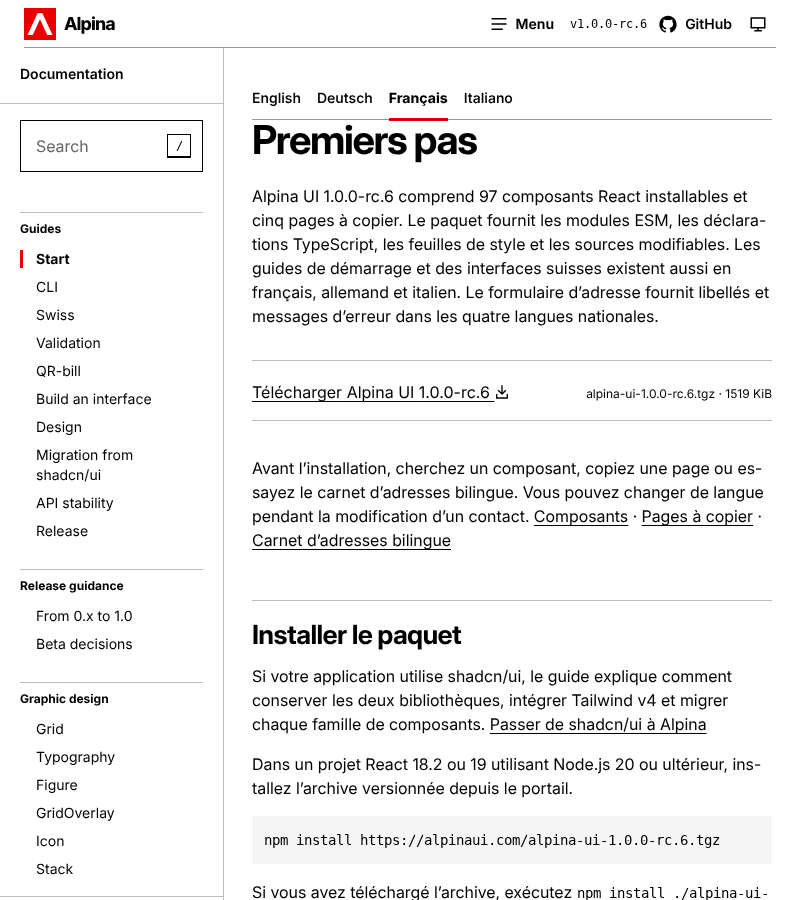 Alpina
Menu
v1.0.0-rc.6
GitHub
Documentation
Search
/
Guides
Start
CLI
Swiss
Validation
QR-bill
Build an interface
Design
Migration from
shadcn/ui
API stability
Release
Release guidance
From 0.x to 1.0
Beta decisions
Graphic design
Grid
Typography
Figure
GridOverlay
Icon
Stack
English Deutsch Français Italiano
Premiers pas
Alpina UI 1.0.0-rc.6 comprend 97 composants React installables et
cinq pages à copier. Le paquet fournit les modules ESM, les déclara-
tions TypeScript, les feuilles de style et les sources modifiables. Les
guides de démarrage et des interfaces suisses existent aussi en
français, allemand et italien. Le formulaire d’adresse fournit libellés et
messages d’erreur dans les quatre langues nationales.
Télécharger Alpina UI 1.0.0-rc.6
alpina-ui-1.0.0-rc.6.tgz · 1519 KiB
Avant l’installation, cherchez un composant, copiez une page ou es-
sayez le carnet d’adresses bilingue. Vous pouvez changer de langue
pendant la modification d’un contact. Composants · Pages à copier ·
Carnet d’adresses bilingue
Installer le paquet
Si votre application utilise shadcn/ui, le guide explique comment
conserver les deux bibliothèques, intégrer Tailwind v4 et migrer
chaque famille de composants. Passer de shadcn/ui à Alpina
Dans un projet React 18.2 ou 19 utilisant Node.js 20 ou ultérieur, ins-
tallez l’archive versionnée depuis le portail.
npm install https://alpinaui.com/alpina-ui-1.0.0-rc.6.tgz
Si vous avez téléchargé l’archive, exécutez npm install ./alpina-ui-